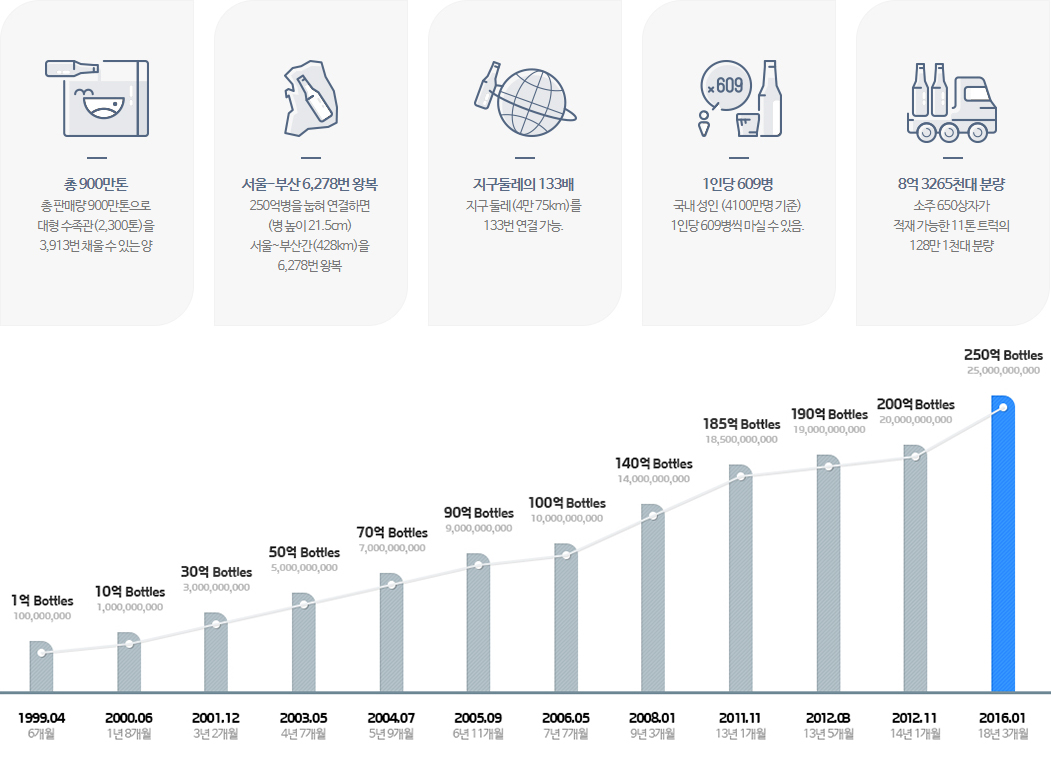 ×609
총 900만톤
총 판매량 900만톤으로
대형 수족관(2,300톤)을
3,913번 채울 수 있는 양
서울-부산 6,278번 왕복
250억병을 눕혀 연결하면
(병 높이 21.5cm)
서울~부산간(428km)을
6,278번 왕복
지구둘레의 133배
지구 둘레(4만 75km)를
133번 연결 가능.
1인당 609병
국내 성인 (4100만명 기준)
1인당 609병씩 마실 수 있음.
8억 3265천대 분량
소주 650상자가
적재 가능한 11톤 트럭의
128만 1천대 분량
1억 Bottles
100,000,000
10억 Bottles
1,000,000,000
30억 Bottles
3,000,000,000
50억 Bottles
5,000,000,000
70억 Bottles
7,000,000,000
90억 Bottles
9,000,000,000
100억 Bottles
10,000,000,000
140억 Bottles
14,000,000,000
185억 Bottles
18,500,000,000
190억 Bottles
19,000,000,000
200억 Bottles
20,000,000,000
250억 Bottles
25,000,000,000
1999.04
6개월
2000.06
1년 8개월
2001.12
3년 2개월
2003.05
4년 7개월
2004.07
5년 9개월
2005.09
6년 11개월
2006.05
7년 7개월
2008.01
9년 3개월
2011.11
13년 1개월
2012.03
13년 5개월
2012.11
14년 1개월
2016.01
18년 3개월